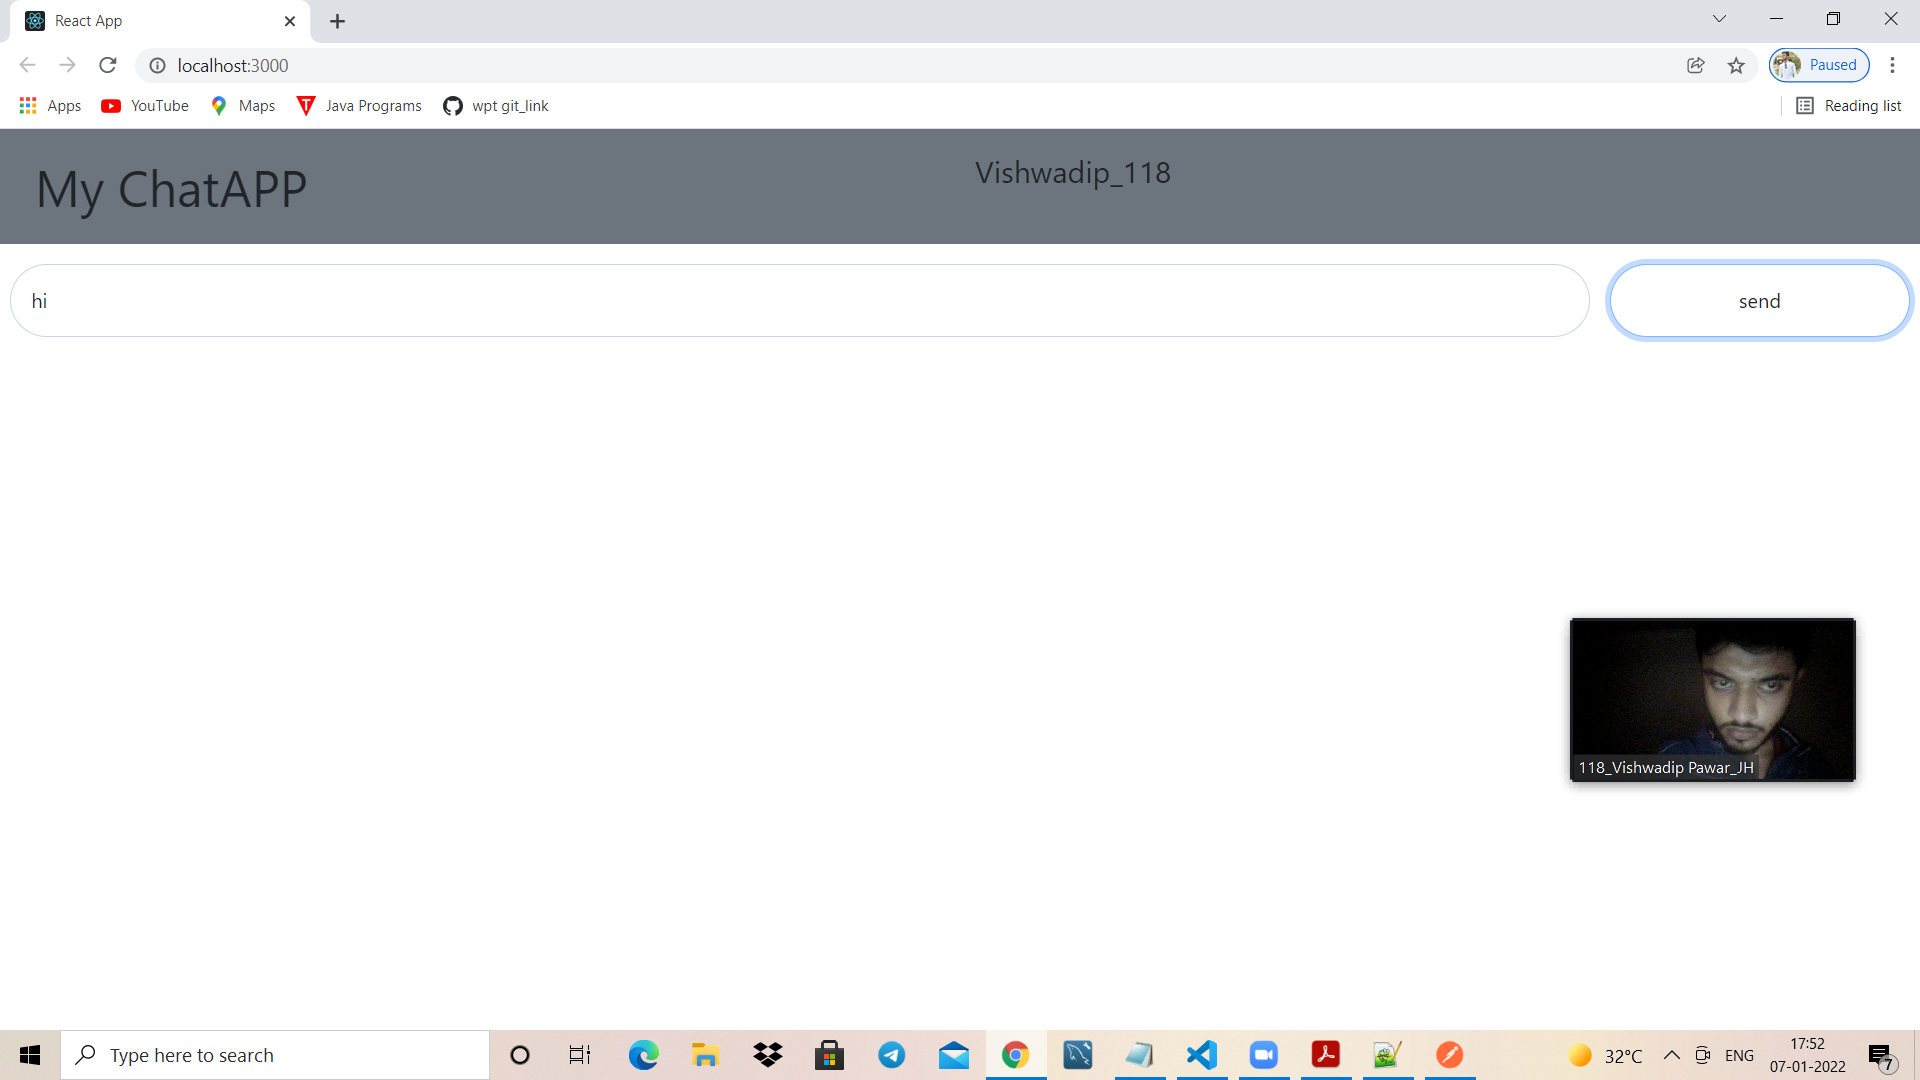 React App
localhost:3000
Paused
Apps
YouTube
Maps
Java Programs
wpt git_link
Reading list
My ChatAPP
Vishwadip_118
hi
send
118_Vishwadip Pawar_JH
Type here to search
32°C
ENG
17:52
07-01-2022
7